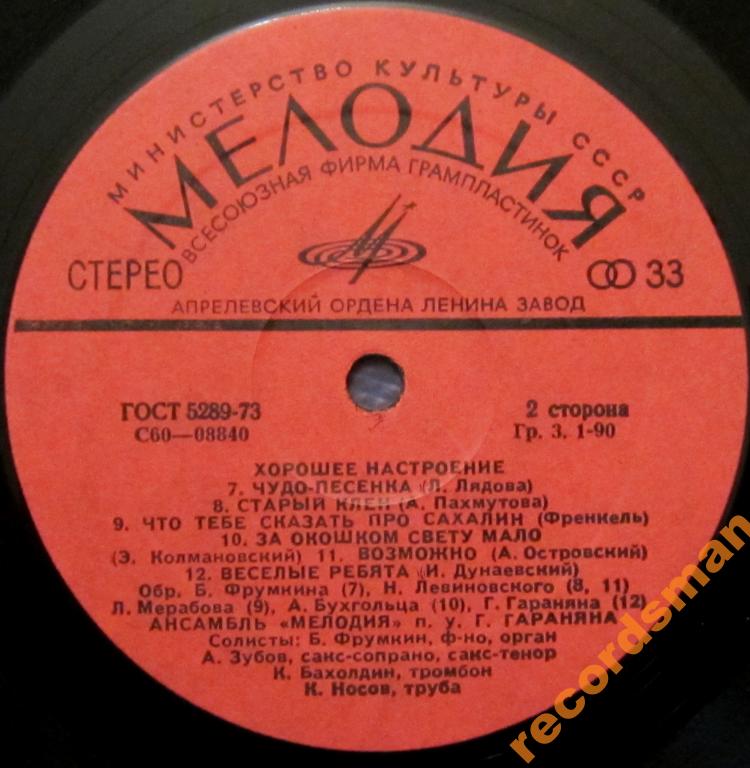 МИНИСТЕРСТВО КУЛЬТУРЫ СССР
МЕЛОДИЯ
ВСЕСОЮЗНАЯ ФИРМА ГРАМПЛАСТИНОК
СТЕРЕО
33
АПРЕЛЕВСКИЙ ОРДЕНА ЛЕНИНА ЗАВОД
ГОСТ 5289-73
2 сторона
С60—08840
Гр. 3. 1-90
ХОРОШЕЕ НАСТРОЕНИЕ
7. ЧУДО-ПЕСЕНКА (Л. Лядова)
8. СТАРЫЙ КЛЕН (А. Пахмутова)
9. ЧТО ТЕБЕ СКАЗАТЬ ПРО САХАЛИН (Френкель)
10. ЗА ОКОШКОМ СВЕТУ МАЛО
(Э. Колмановский) 11. ВОЗМОЖНО (А. Островский)
12. ВЕСЕЛЫЕ РЕБЯТА (И. Дунаевский)
Обр. Б. Фрумкина (7), Н. Левиновского (8, 11)
Л. Мерабова (9), А. Бухгольца (10), Г. Гараняна (12)
АНСАМБЛЬ «МЕЛОДИЯ» п. у. Г. ГАРАНЯНА
Солисты: Б. Фрумкин, ф-но, орган
А. Зубов, сакс-сопрано, сакс-тенор
К. Бахолдин, тромбон
К. Носов, труба
recordsman